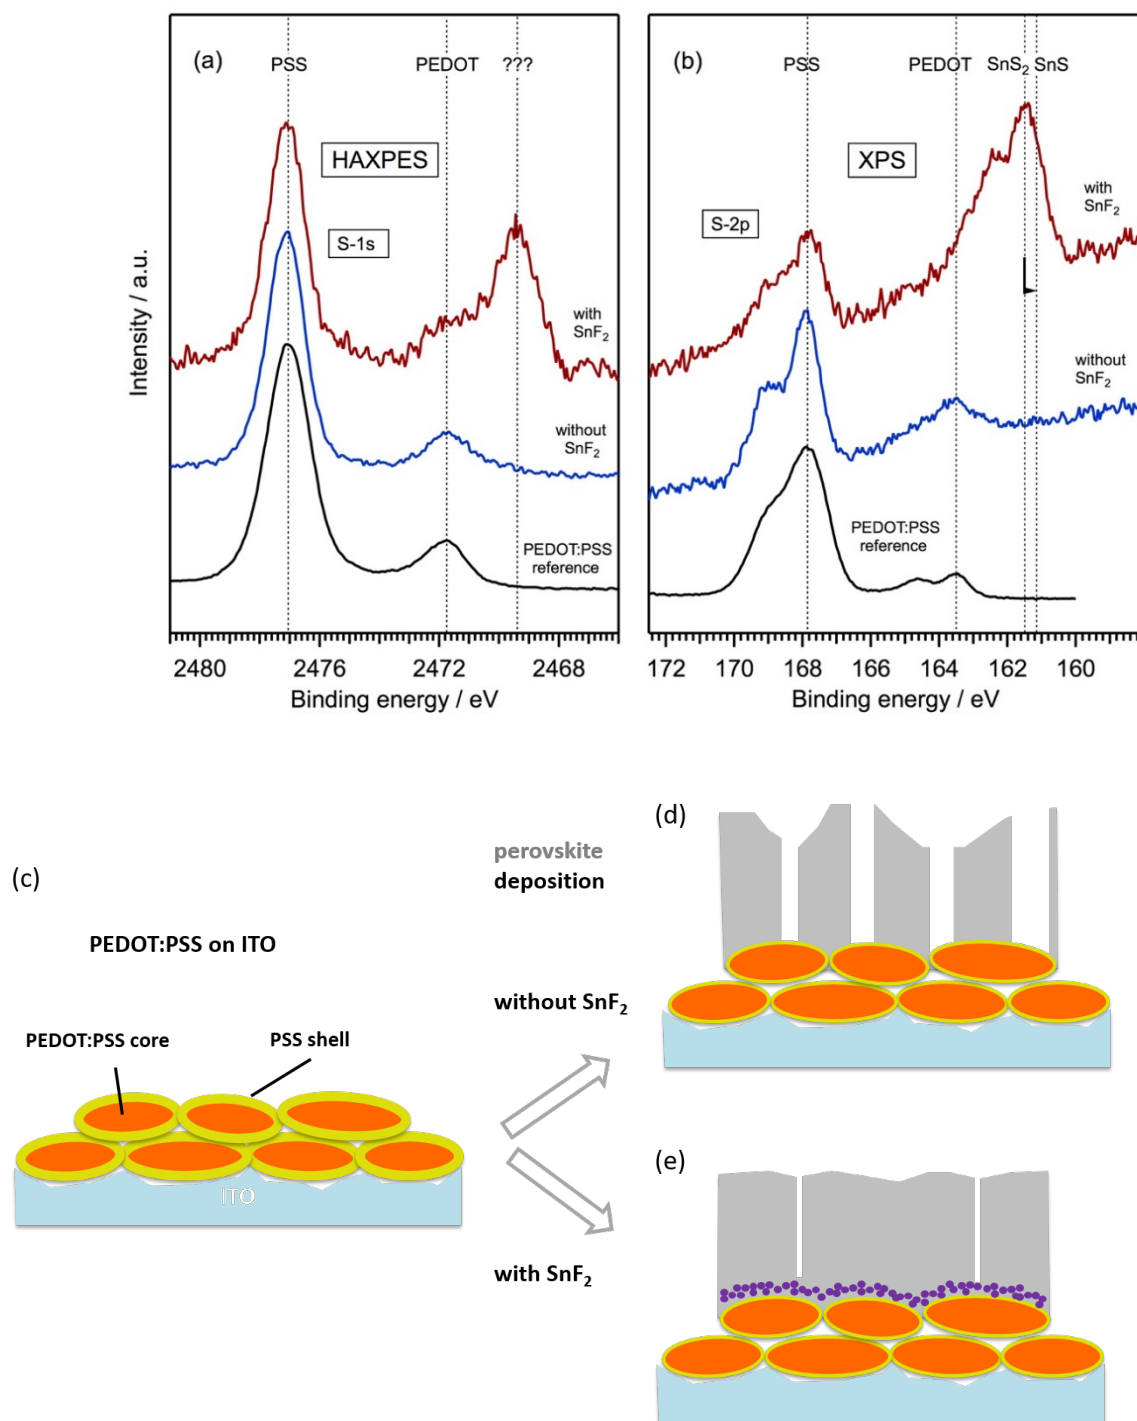 (a)
PSS
PEDOT
???
HAXPES
S-1s
with
SnF₂
without
SnF₂
PEDOT:PSS
reference
2480
2476
2472
2468
Binding energy / eV
Intensity / a.u.
(b)
PSS
PEDOT
SnS₂ SnS
XPS
S-2p
with
SnF₂
without
SnF₂
PEDOT:PSS
reference
172
170
168
166
164
162
160
Binding energy / eV
(c)
PEDOT:PSS on ITO
PEDOT:PSS core
PSS shell
ITO
perovskite
deposition
without SnF₂
with SnF₂
(d)
(e)